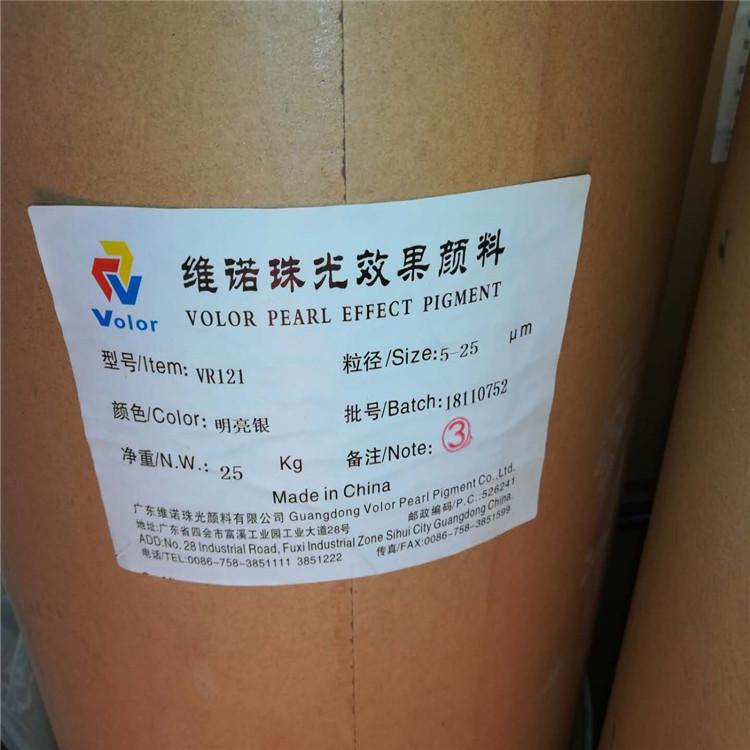 维诺珠光效果颜料
Volor
VOLOR PEARL EFFECT PIGMENT
型号/Item: VR121 粒径/Size: 5-25 μm
颜色/Color: 明亮银 批号/Batch: 18110752
净重/N.W.: 25 Kg 备注/Note: ③
Made in China
广东维诺珠光颜料有限公司 Guangdong Volor Pearl Pigment Co., Ltd.
地址:广东省四会市富溪工业园工业大道28号 邮政编码/P.C.:526241
ADD:No. 28 Industrial Road, Fuxi Industrial Zone Sihui City Guangdong China.
电话/TEL:0086-758-3851111 3851222 传真/FAX:0086-758-3851599